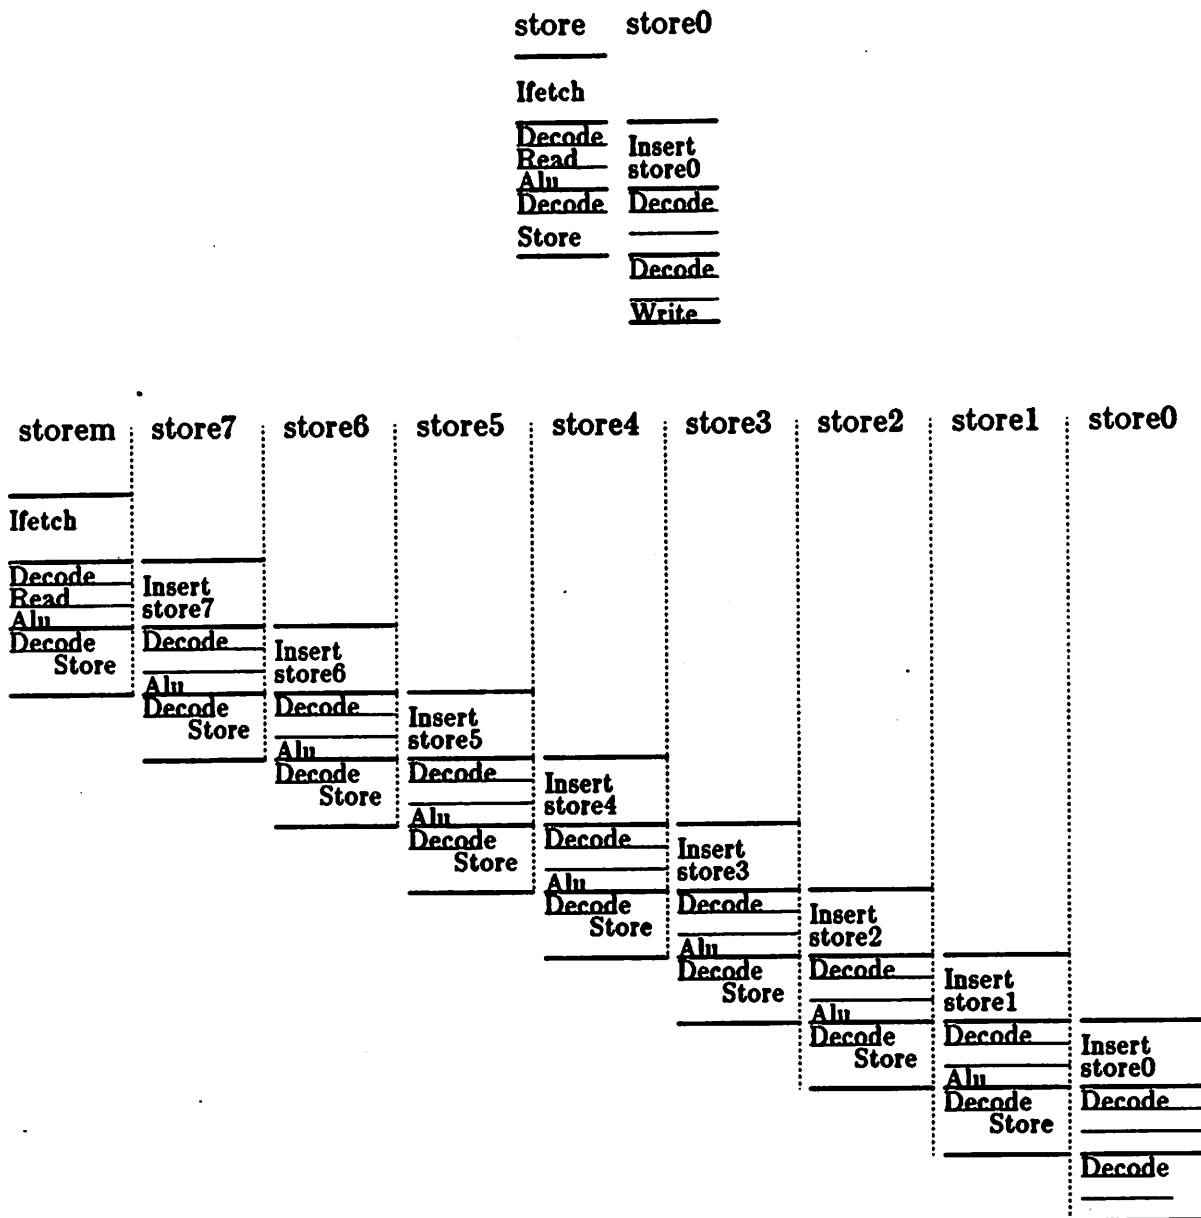 store store0
Ifetch
Decode
Read
Alu
Decode
Store
Insert
store0
Decode
Decode
Write
storem store7 store6 store5 store4 store3 store2 store1 store0
Ifetch
Decode
Read
Alu
Decode
Store
Insert
store7
Decode
Alu
Decode
Store
Insert
store6
Decode
Alu
Decode
Store
Insert
store5
Decode
Alu
Decode
Store
Insert
store4
Decode
Alu
Decode
Store
Insert
store3
Decode
Alu
Decode
Store
Insert
store2
Decode
Alu
Decode
Store
Insert
store1
Decode
Alu
Decode
Store
Insert
store0
Decode
Decode